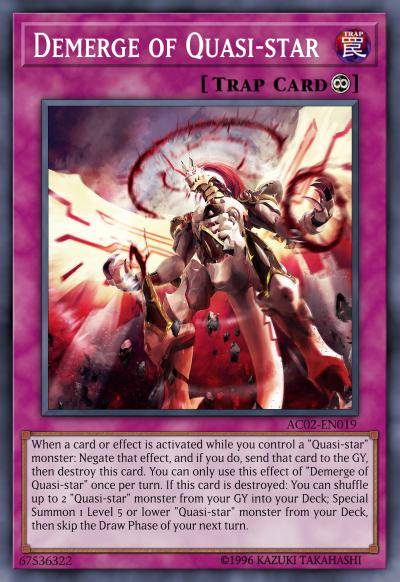 DEMERGE OF QUASI-STAR
TRAP
罠
[TRAP CARD]
AC02-EN019
When a card or effect is activated while you control a "Quasi-star"
monster: Negate that effect, and if you do, send that card to the GY,
then destroy this card. You can only use this effect of "Demerge of
Quasi-star" once per turn. If this card is destroyed: You can shuffle
up to 2 "Quasi-star" monster from your GY into your Deck; Special
Summon 1 Level 5 or lower "Quasi-star" monster from your Deck,
then skip the Draw Phase of your next turn.
67536322
©1996 KAZUKI TAKAHASHI